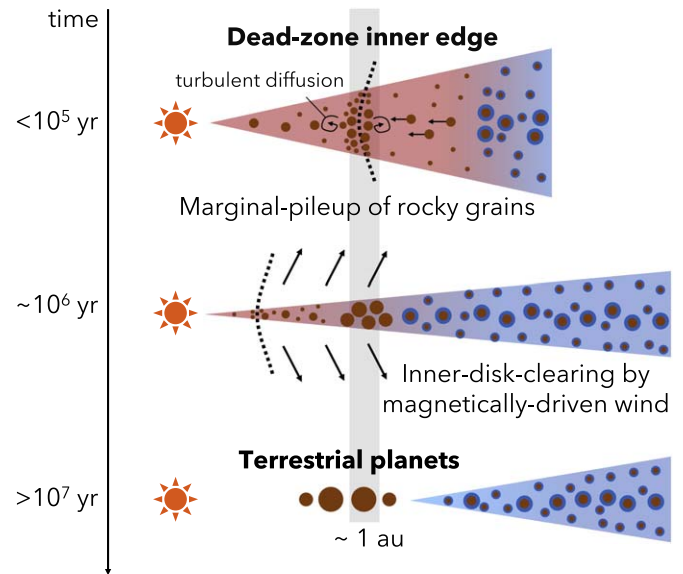 time
Dead-zone inner edge
turbulent diffusion
<10⁵ yr
Marginal-pileup of rocky grains
~10⁶ yr
Inner-disk-clearing by
magnetically-driven wind
Terrestrial planets
>10⁷ yr
~ 1 au